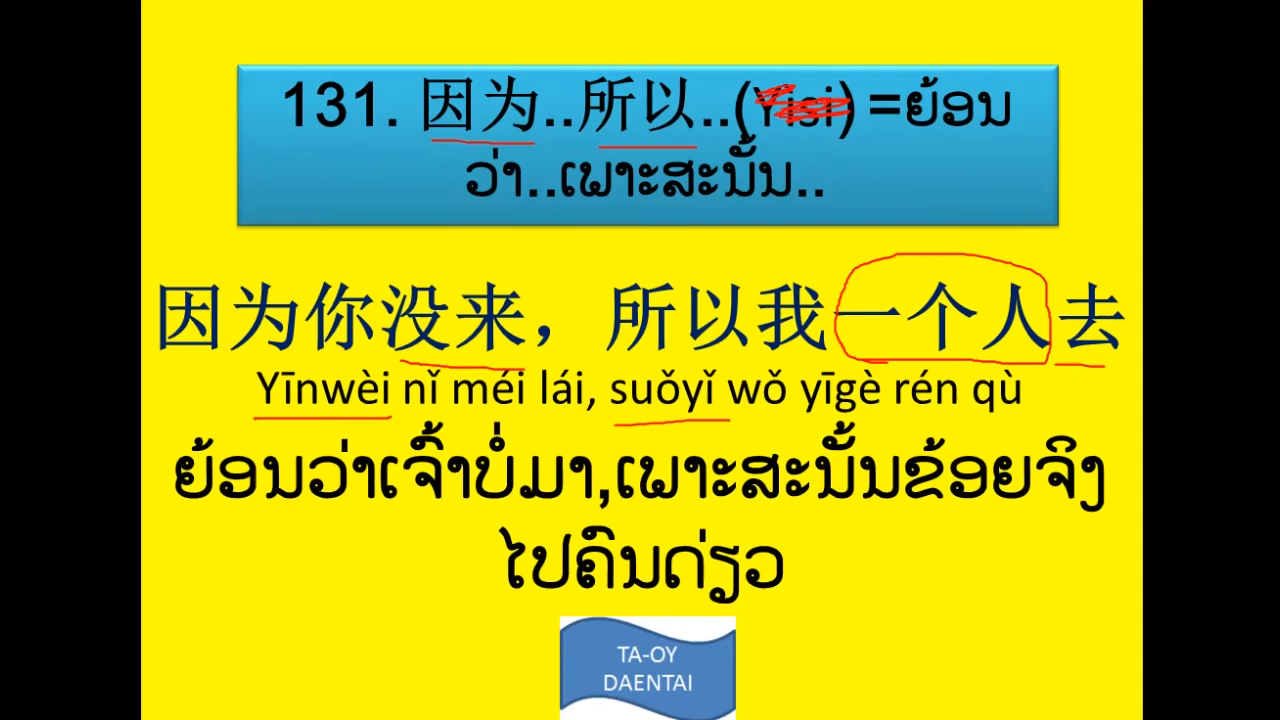 131. 因为..所以..(Yisi) =ຍ້ອນ
ວ່າ..ເພາະສະນັ້ນ..
因为你没来，所以我一个人去
Yīnwèi nǐ méi lái, suǒyǐ wǒ yīgè rén qù
ຍ້ອນວ່າເຈົ້າບໍ່ມາ,ເພາະສະນັ້ນຂ້ອຍຈຶງ
ໄປຄົນດ່ຽວ
TA-OY
DAENTAI